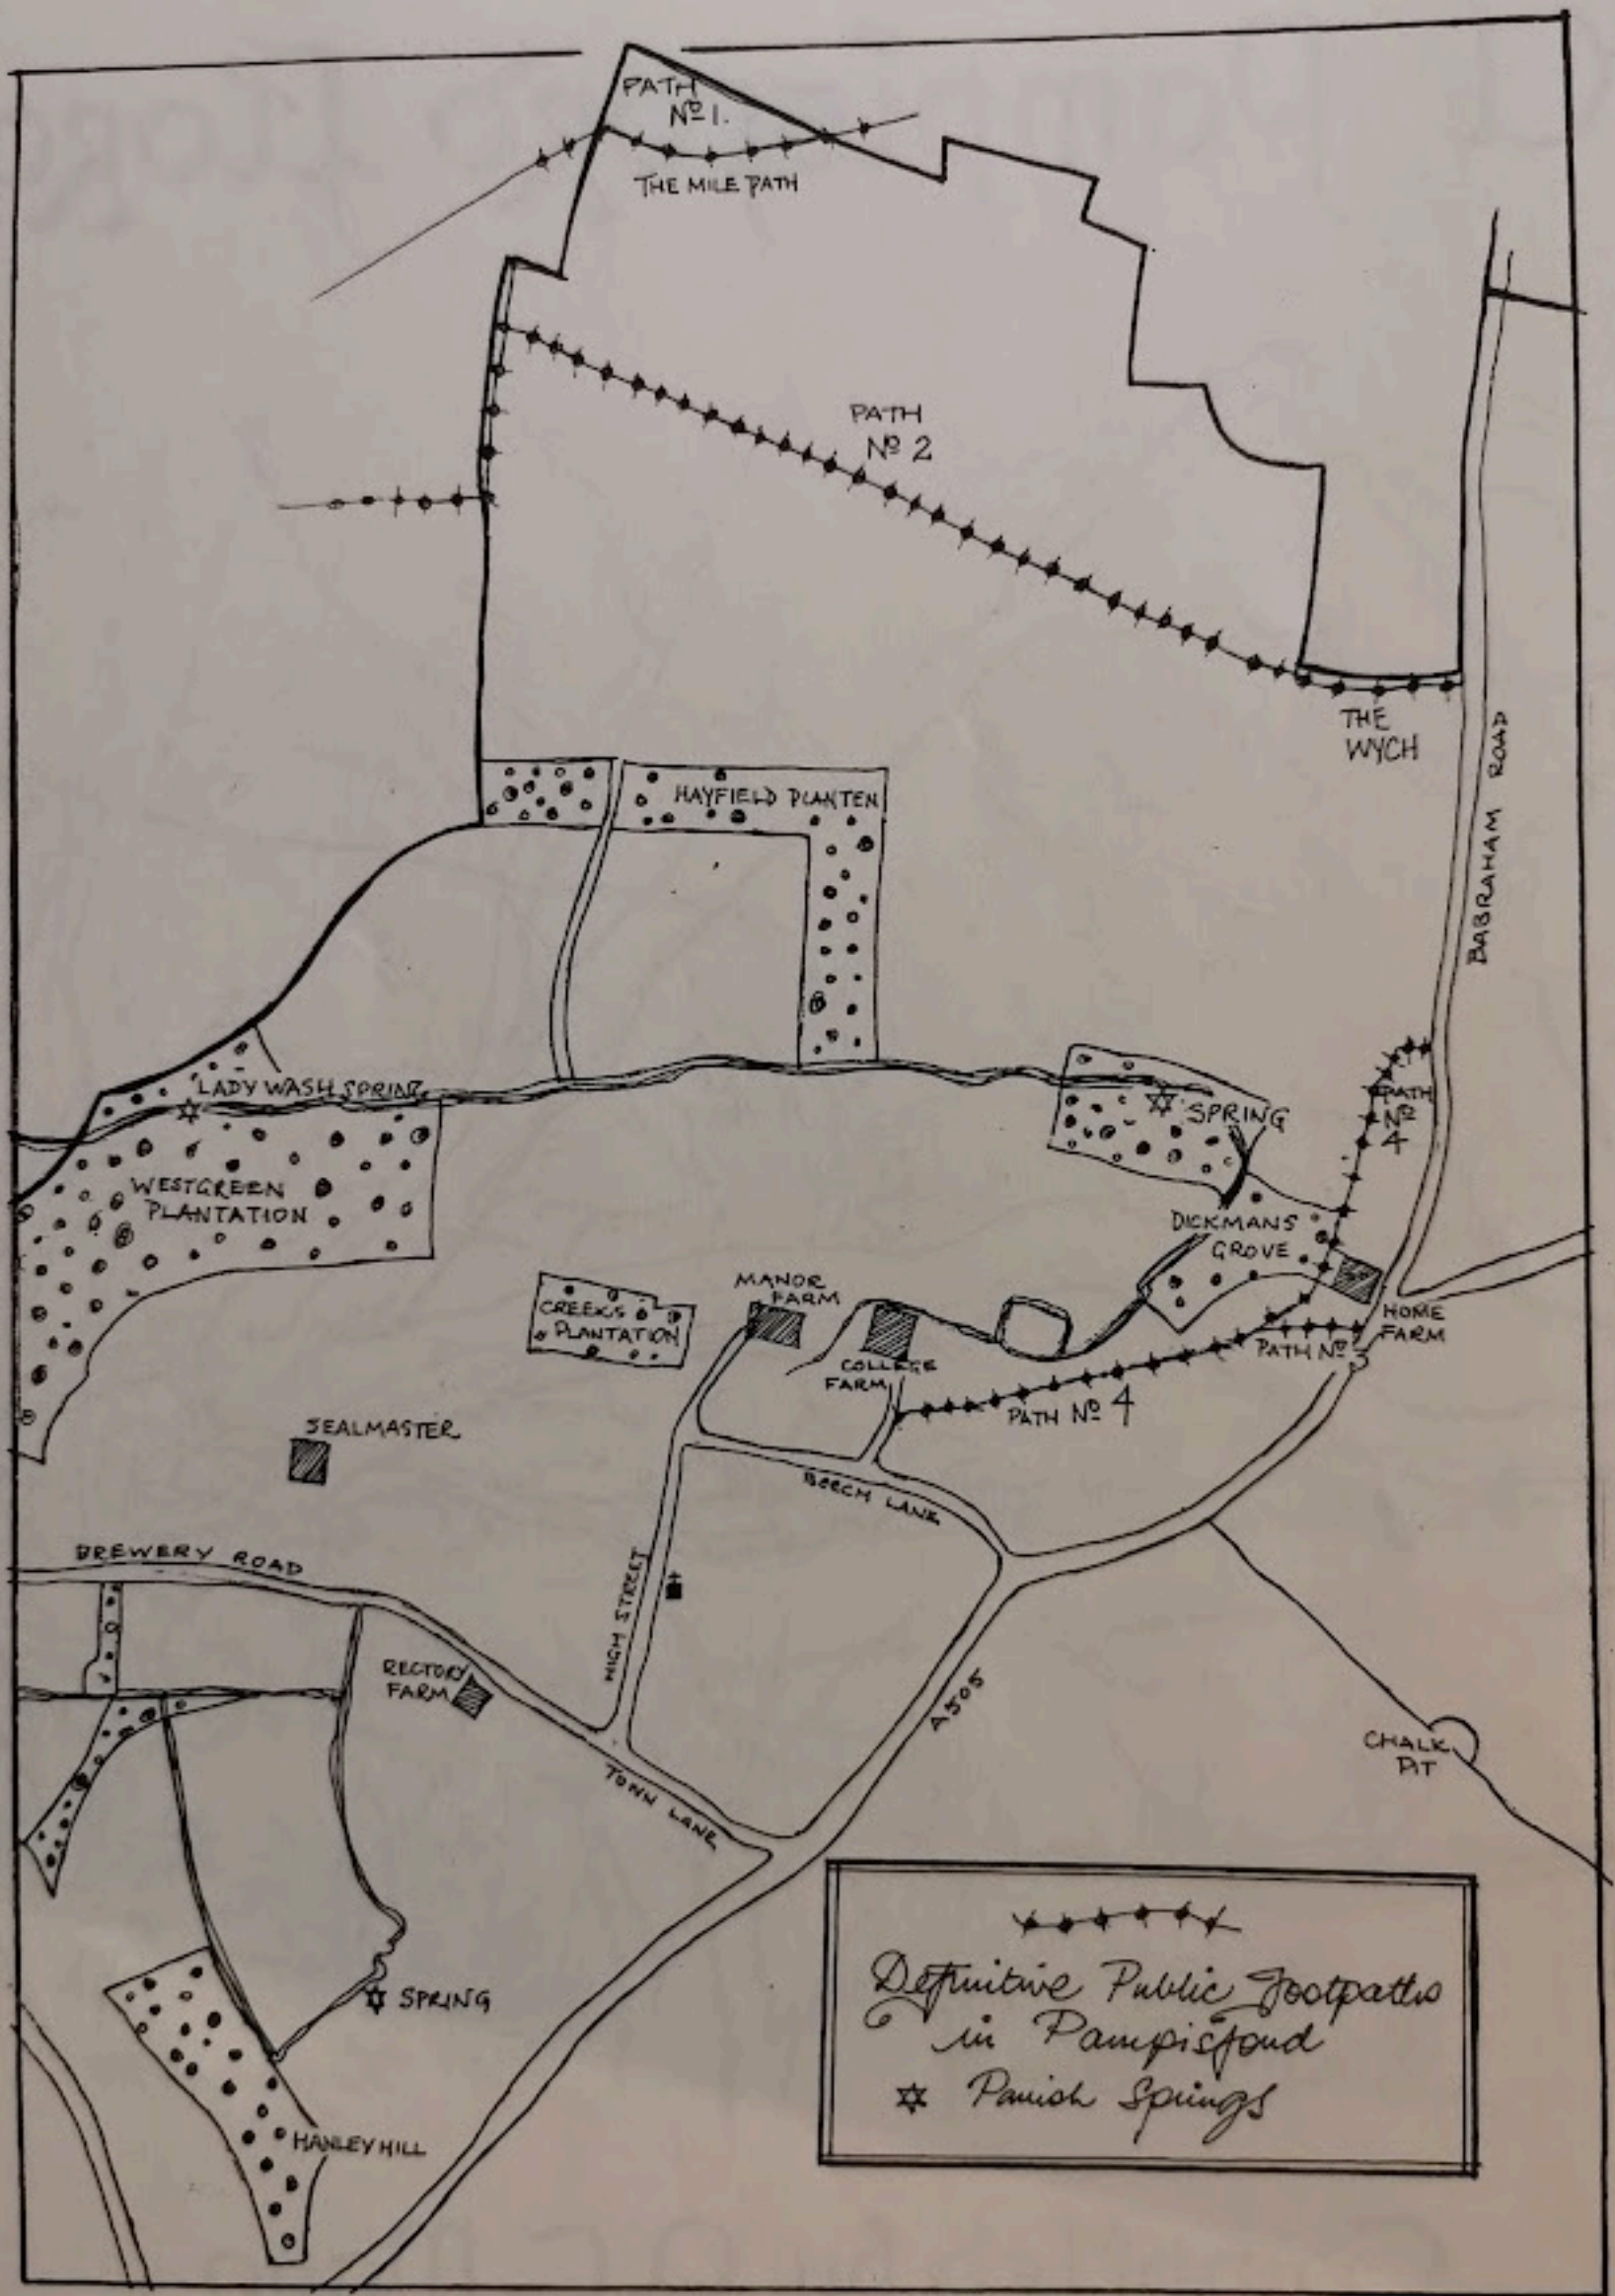 PATH
Nº 1.
THE MILE PATH
PATH
Nº 2
THE
WYCH
BABRAHAM ROAD
HAYFIELD PLANTEN
LADY WASH SPRING
PATH
Nº
4
SPRING
WESTGREEN
PLANTATION
DICKMANS
GROVE
MANOR
FARM
CREEKS
PLANTATION
HOME
FARM
PATH Nº 3
COLLEGE
FARM
PATH Nº 4
SEALMASTER
BEECH LANE
BREWERY ROAD
HIGH STREET
RECTORY
FARM
A505
CHALK
PIT
TOWN LANE
Definitive Public Footpaths
in Pampisford
Parish Springs
SPRING
HANLEY HILL